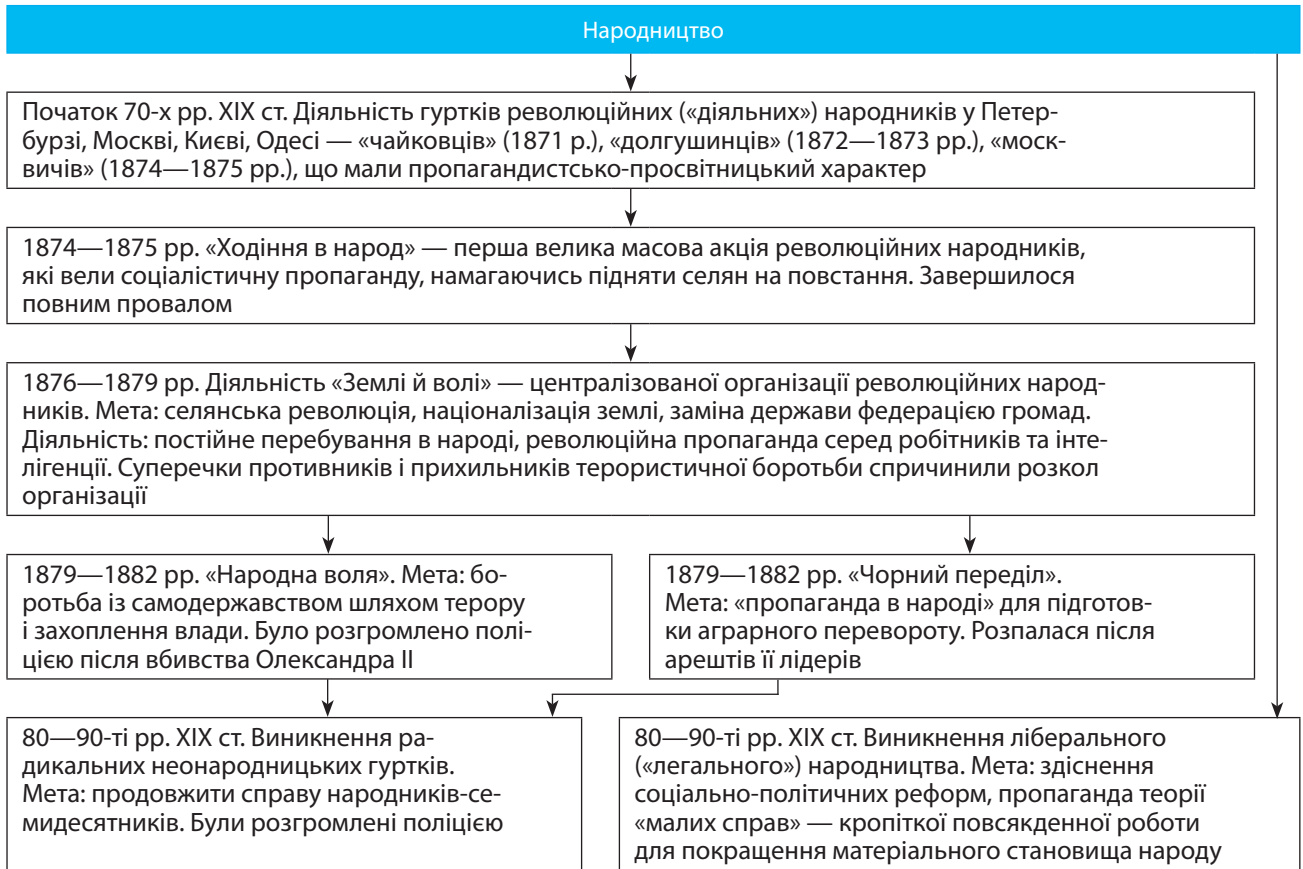 Народництво
Початок 70-х рр. XIX ст. Діяльність гуртків революційних («діяльних») народників у Петер-
бурзі, Москві, Києві, Одесі — «чайковців» (1871 р.), «долгушинців» (1872—1873 рр.), «моск-
вичів» (1874—1875 рр.), що мали пропагандистсько-просвітницький характер
1874—1875 рр. «Ходіння в народ» — перша велика масова акція революційних народників,
які вели соціалістичну пропаганду, намагаючись підняти селян на повстання. Завершилося
повним провалом
1876—1879 рр. Діяльність «Землі й волі» — централізованої організації революційних народ-
ників. Мета: селянська революція, націоналізація землі, заміна держави федерацією громад.
Діяльність: постійне перебування в народі, революційна пропаганда серед робітників та інте-
лігенції. Суперечки противників і прихильників терористичної боротьби спричинили розкол
організації
1879—1882 рр. «Народна воля». Мета: бо-
ротьба із самодержавством шляхом терору
і захоплення влади. Було розгромлено полі-
цією після вбивства Олександра II
1879—1882 рр. «Чорний переділ».
Мета: «пропаганда в народі» для підготов-
ки аграрного перевороту. Розпалася після
арештів її лідерів
80—90-ті рр. XIX ст. Виникнення ра-
дикальних неонародницьких гуртків.
Мета: продовжити справу народників-се-
мидесятників. Були розгромлені поліцією
80—90-ті рр. XIX ст. Виникнення ліберального
(«легального») народництва. Мета: здіснення
соціально-політичних реформ, пропаганда теорії
«малих справ» — кропіткої повсякденної роботи
для покращення матеріального становища народу